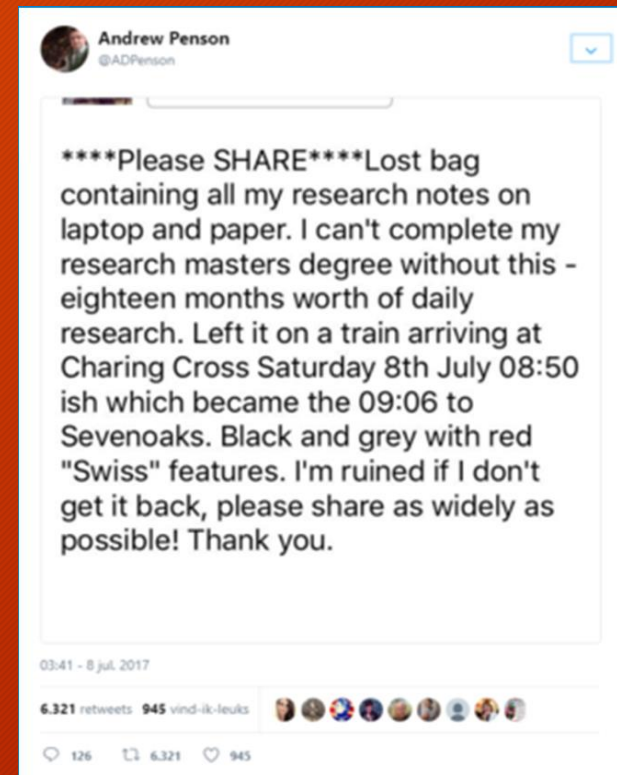 Andrew Penson
@ADPenson
****Please SHARE****Lost bag
containing all my research notes on
laptop and paper. I can't complete my
research masters degree without this -
eighteen months worth of daily
research. Left it on a train arriving at
Charing Cross Saturday 8th July 08:50
ish which became the 09:06 to
Sevenoaks. Black and grey with red
"Swiss" features. I'm ruined if I don't
get it back, please share as widely as
possible! Thank you.
03:41 - 8 jul. 2017
6.321 retweets 945 vind-ik-leuks
126 6.321 945